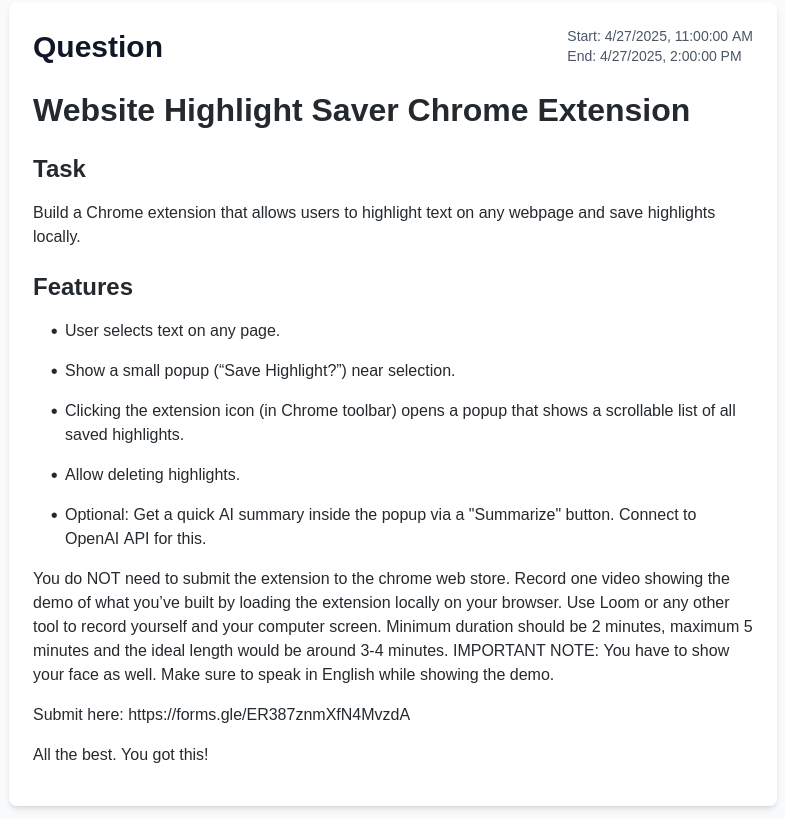 Question
Start: 4/27/2025, 11:00:00 AM
End: 4/27/2025, 2:00:00 PM
Website Highlight Saver Chrome Extension
Task
Build a Chrome extension that allows users to highlight text on any webpage and save highlights
locally.
Features
• User selects text on any page.
• Show a small popup (“Save Highlight?”) near selection.
• Clicking the extension icon (in Chrome toolbar) opens a popup that shows a scrollable list of all
saved highlights.
• Allow deleting highlights.
• Optional: Get a quick AI summary inside the popup via a "Summarize" button. Connect to
OpenAI API for this.
You do NOT need to submit the extension to the chrome web store. Record one video showing the
demo of what you’ve built by loading the extension locally on your browser. Use Loom or any other
tool to record yourself and your computer screen. Minimum duration should be 2 minutes, maximum 5
minutes and the ideal length would be around 3-4 minutes. IMPORTANT NOTE: You have to show
your face as well. Make sure to speak in English while showing the demo.
Submit here: https://forms.gle/ER387znmXfN4MvzdA
All the best. You got this!